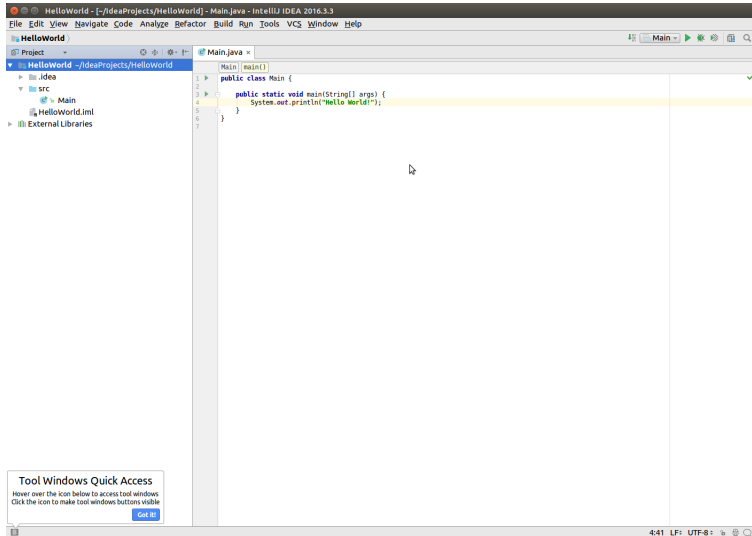 HelloWorld - [~/IdeaProjects/HelloWorld] - Main.java - IntelliJ IDEA 2016.3.3
File Edit View Navigate Code Analyze Refactor Build Run Tools VCS Window Help
HelloWorld
Main
Project
Main.java ×
HelloWorld ~/IdeaProjects/HelloWorld
.idea
src
Main
HelloWorld.iml
External Libraries
Main main()
1 public class Main {
2
3 public static void main(String[] args) {
4 System.out.println("Hello World!");
5 }
6 }
7
Tool Windows Quick Access
Hover over the icon below to access tool windows
Click the icon to make tool windows buttons visible
Got it!
4:41 LF÷ UTF-8÷